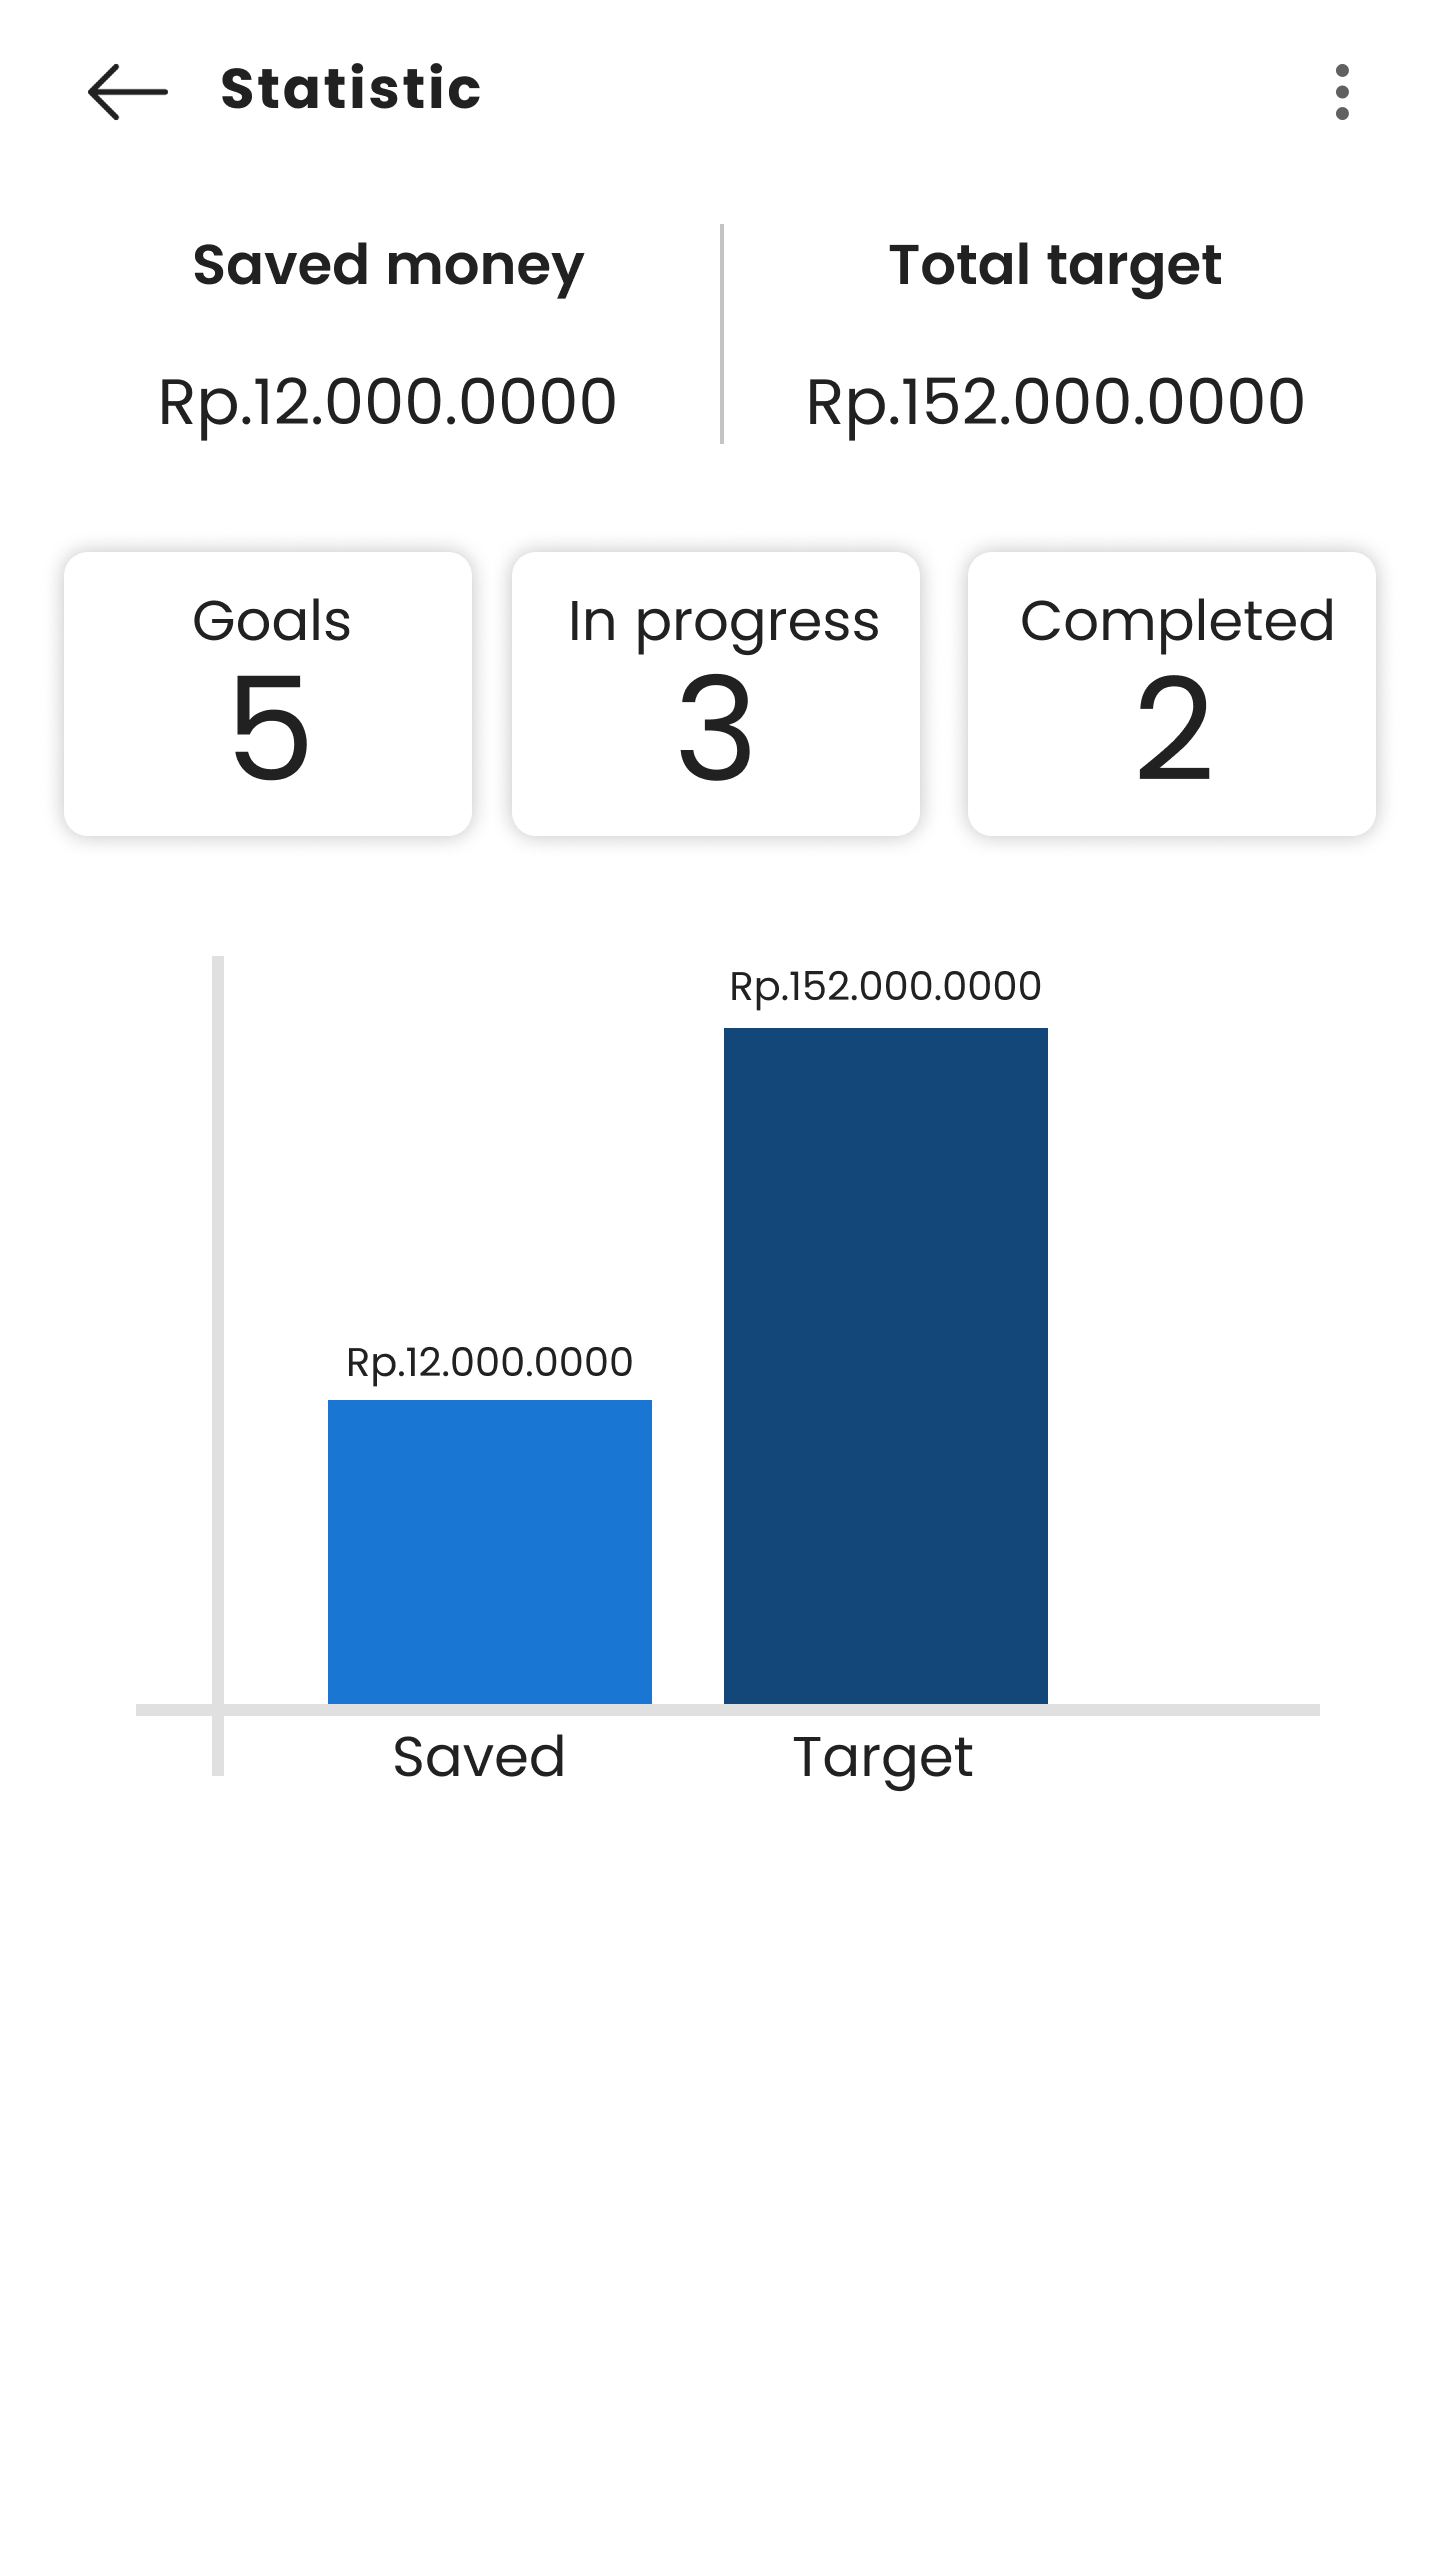 Statistic
Saved money
Total target
Rp.12.000.0000
Rp.152.000.0000
Goals
In progress
Completed
5
3
2
Rp.152.000.0000
Rp.12.000.0000
Saved
Target